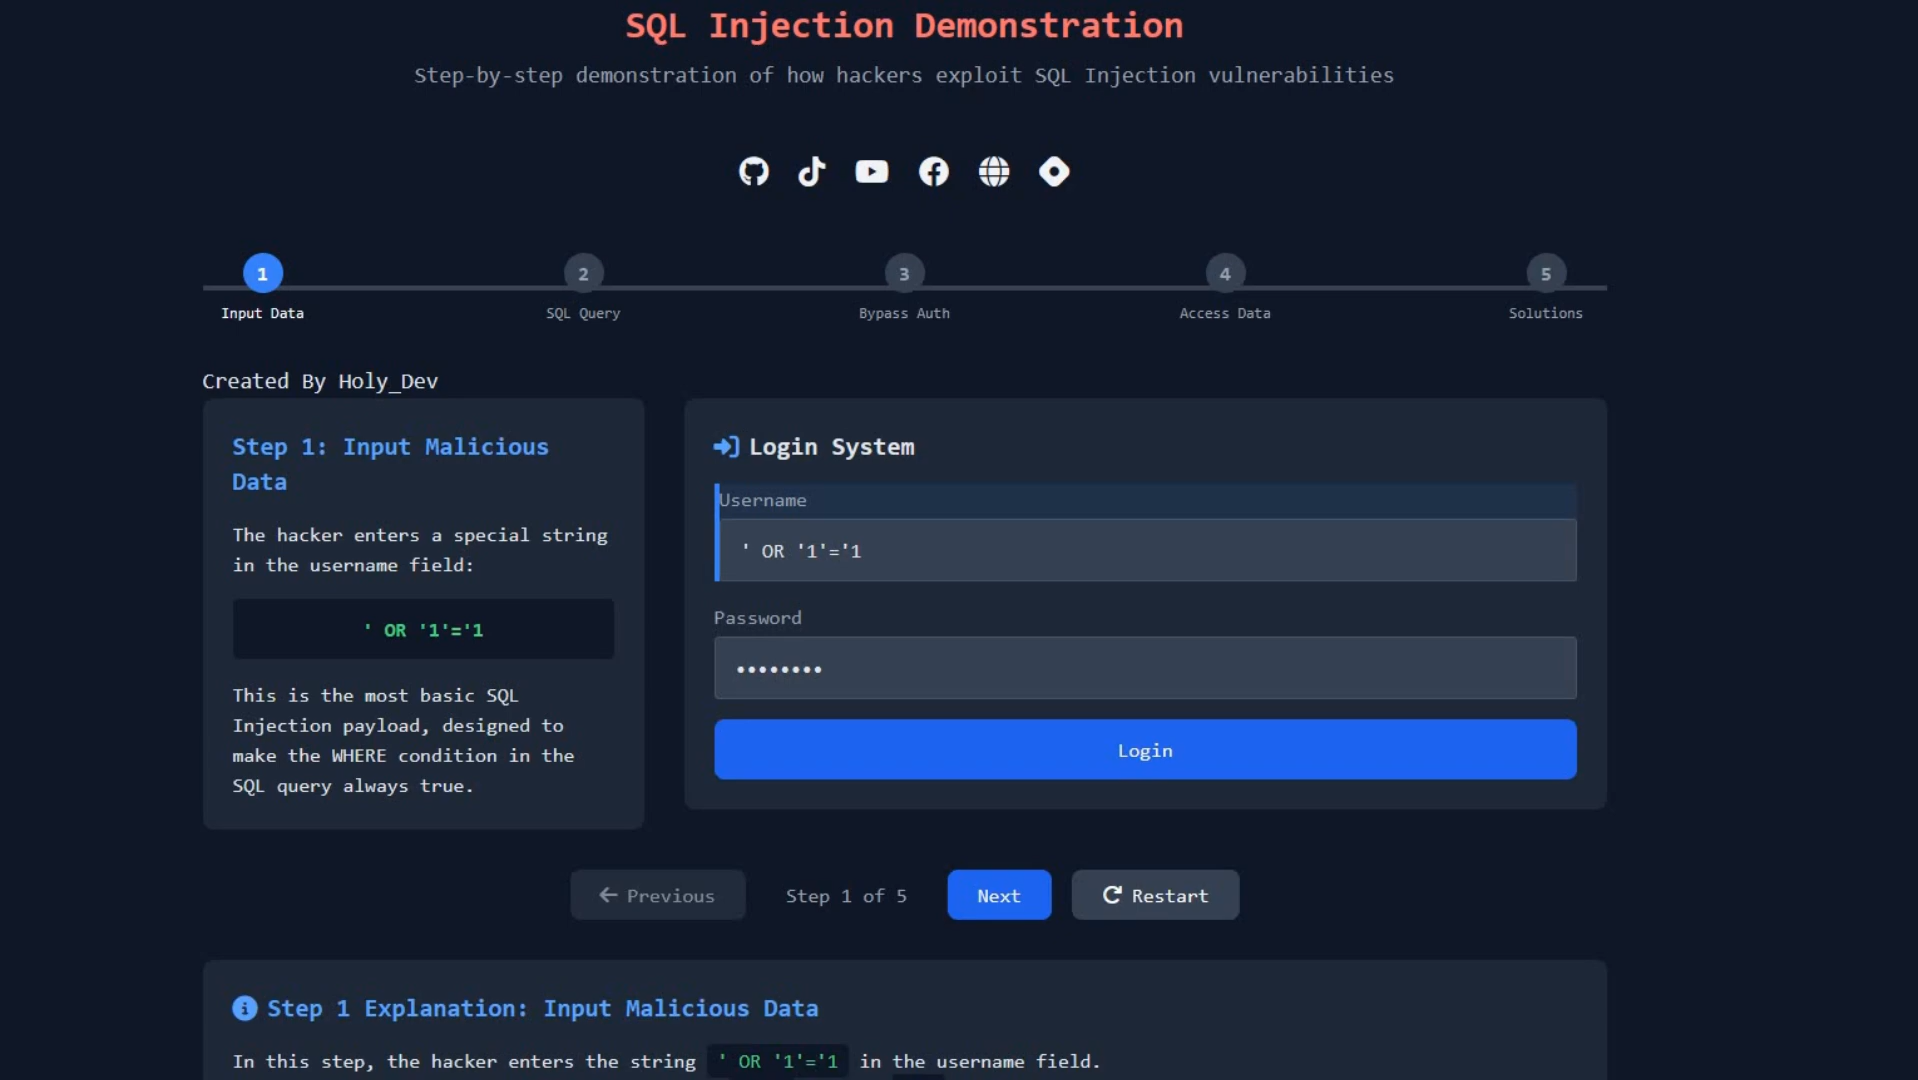 SQL Injection Demonstration
Step-by-step demonstration of how hackers exploit SQL Injection vulnerabilities
1
2
3
4
5
Input Data
SQL Query
Bypass Auth
Access Data
Solutions
Created By Holy_Dev
Step 1: Input Malicious
Data
The hacker enters a special string
in the username field:
' OR '1'='1
This is the most basic SQL
Injection payload, designed to
make the WHERE condition in the
SQL query always true.
Login System
Username
' OR '1'='1
Password
••••••••
Login
Previous
Step 1 of 5
Next
Restart
Step 1 Explanation: Input Malicious Data
In this step, the hacker enters the string ' OR '1'='1 in the username field.